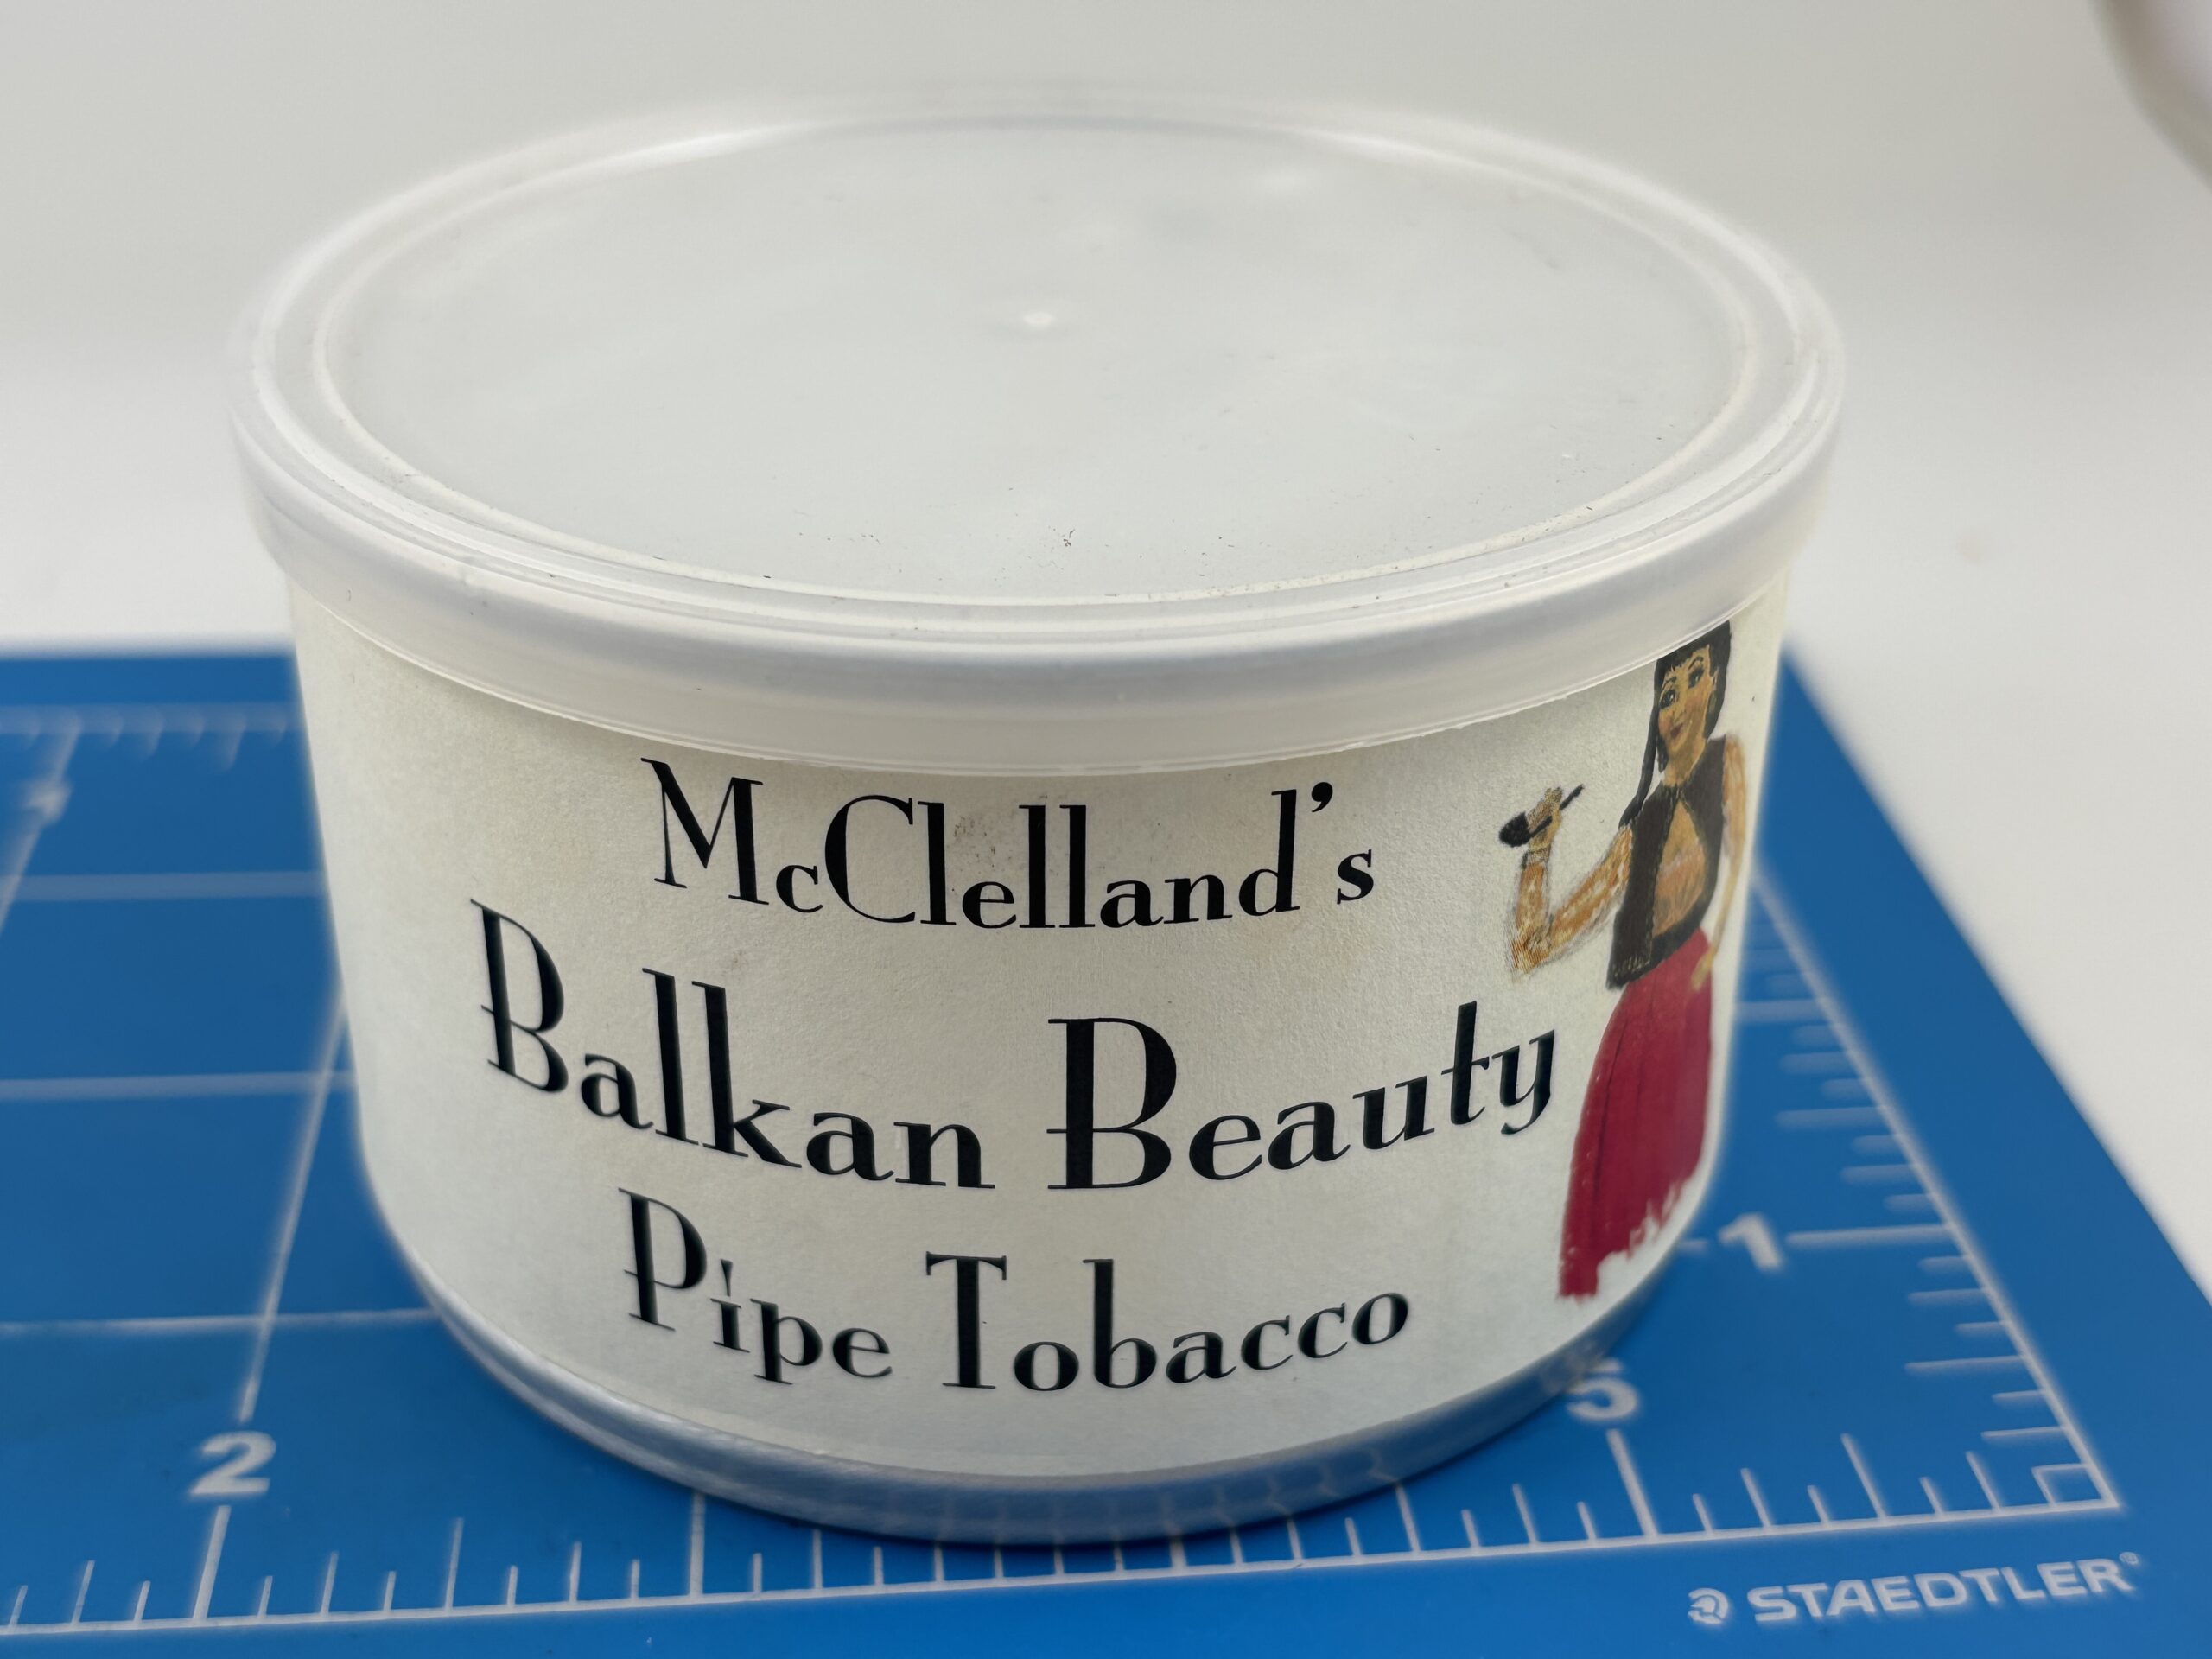 McClelland's
Balkan Beauty
Pipe Tobacco
1
2
5
STAEDTLER®